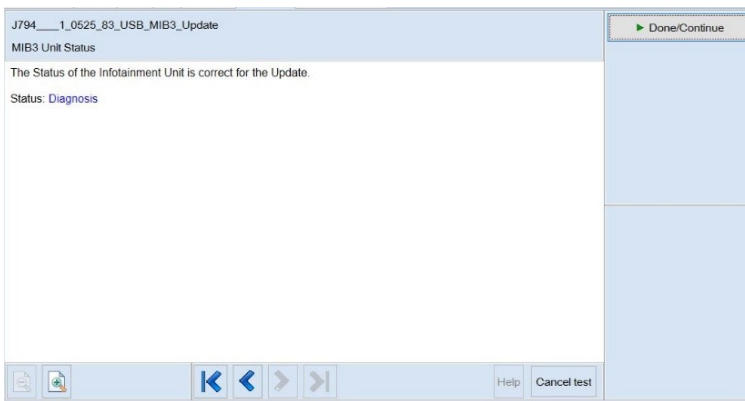 J794____1_0525_83_USB_MIB3_Update
MIB3 Unit Status
Done/Continue
The Status of the Infotainment Unit is correct for the Update.
Status: Diagnosis
Help
Cancel test